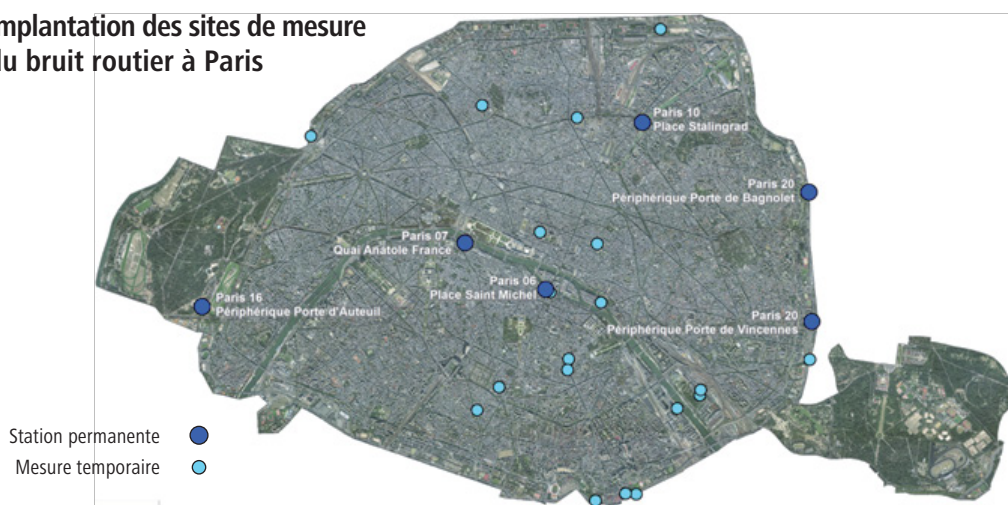 mplantation des sites de mesure
du bruit routier à Paris
Paris 10
Place Stalingrad
Paris 20
Périphérique Porte de Bagnolet
Paris 07
Quai Anatole France
Paris 06
Place Saint Michel
Paris 16
Périphérique Porte d'Auteuil
Paris 20
Périphérique Porte de Vincennes
Station permanente
Mesure temporaire